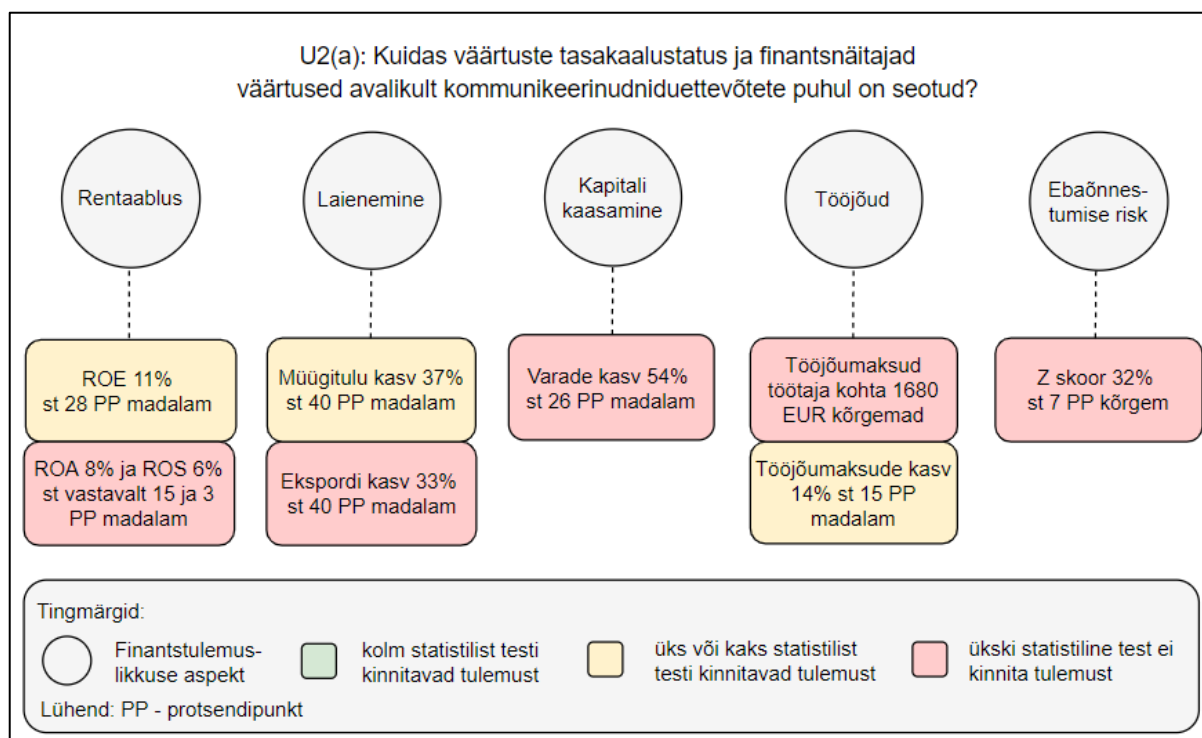 U2(a): Kuidas väärtuste tasakaalustatus ja finantsnäitajad
väärtused avalikult kommunikeerinudniduettevõtete puhul on seotud?
Rentaablus
Laienemine
Kapitali
kaasamine
Tööjõud
Ebaõnnes-
tumise risk
ROE 11%
st 28 PP madalam
ROA 8% ja ROS 6%
st vastavalt 15 ja 3
PP madalam
Müügitulu kasv 37%
st 40 PP madalam
Ekspordi kasv 33%
st 40 PP madalam
Varade kasv 54%
st 26 PP madalam
Tööjõumaksud
töötaja kohta 1680
EUR kõrgemad
Tööjõumaksude kasv
14% st 15 PP
madalam
Z skoor 32%
st 7 PP kõrgem
Tingmärgid:
Finantstulemus-
likkuse aspekt
kolm statistilist testi
kinnitavad tulemust
üks või kaks statistilist
testi kinnitavad tulemust
ükski statistiline test ei
kinnita tulemust
Lühend: PP - protsendipunkt